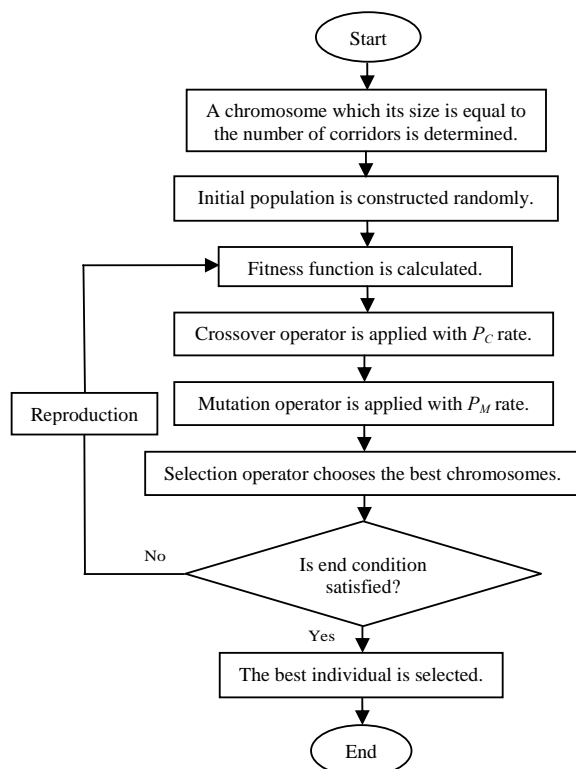 Start
A chromosome which its size is equal to
the number of corridors is determined.
Initial population is constructed randomly.
Fitness function is calculated.
Crossover operator is applied with P_C rate.
Reproduction
Mutation operator is applied with P_M rate.
Selection operator chooses the best chromosomes.
No
Is end condition
satisfied?
Yes
The best individual is selected.
End